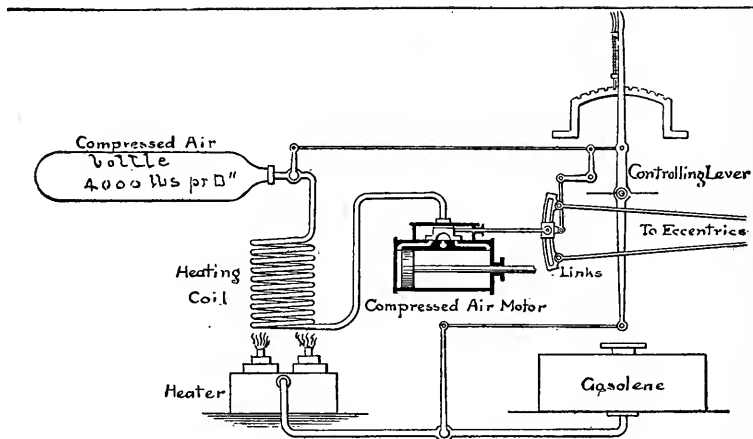 Compressed Air
bottle
4000 lbs pr □"
Controlling Lever
To Eccentrics
Links
Heating
Coil
Compressed Air Motor
Heater
Gasolene